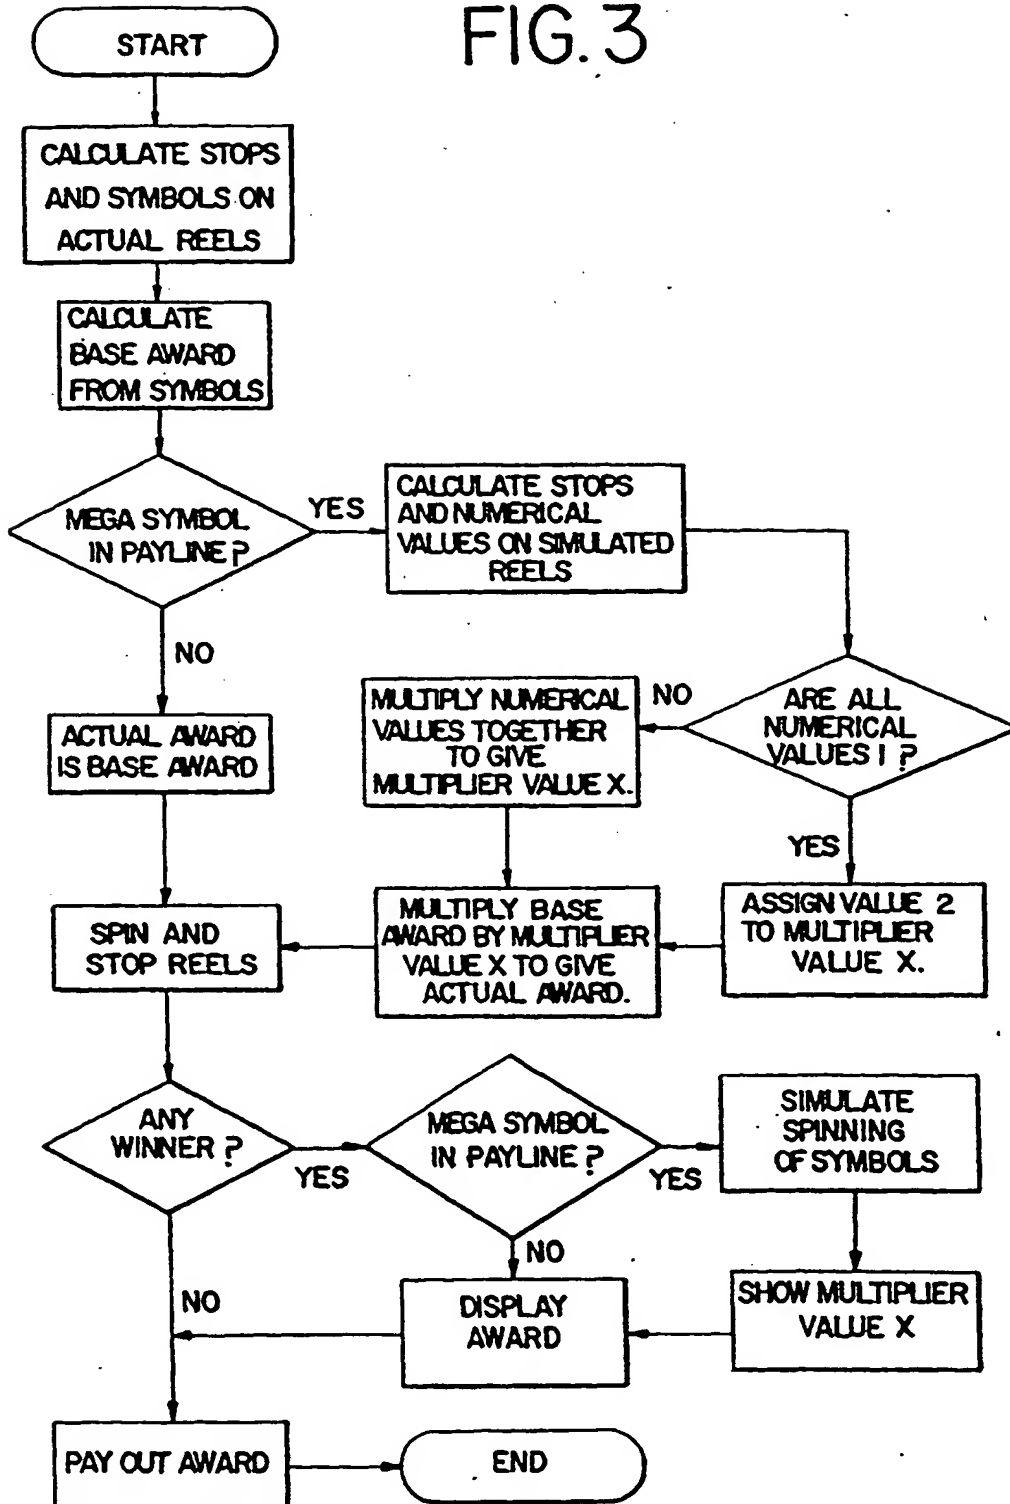 FIG. 3
START
CALCULATE STOPS
AND SYMBOLS ON
ACTUAL REELS
CALCULATE
BASE AWARD
FROM SYMBOLS
MEGA SYMBOL
IN PAYLINE?
YES
CALCULATE STOPS
AND NUMERICAL
VALUES ON SIMULATED
REELS
NO
ARE ALL
NUMERICAL
VALUES 1?
NO
MULTIPLY NUMERICAL
VALUES TOGETHER
TO GIVE
MULTIPLIER VALUE X.
ACTUAL AWARD
IS BASE AWARD
YES
ASSIGN VALUE 2
TO MULTIPLIER
VALUE X.
MULTIPLY BASE
AWARD BY MULTIPLIER
VALUE X TO GIVE
ACTUAL AWARD.
SPIN AND
STOP REELS
ANY
WINNER?
YES
MEGA SYMBOL
IN PAYLINE?
YES
SIMULATE
SPINNING
OF SYMBOLS
NO
NO
DISPLAY
AWARD
SHOW MULTIPLIER
VALUE X
PAY OUT AWARD
END